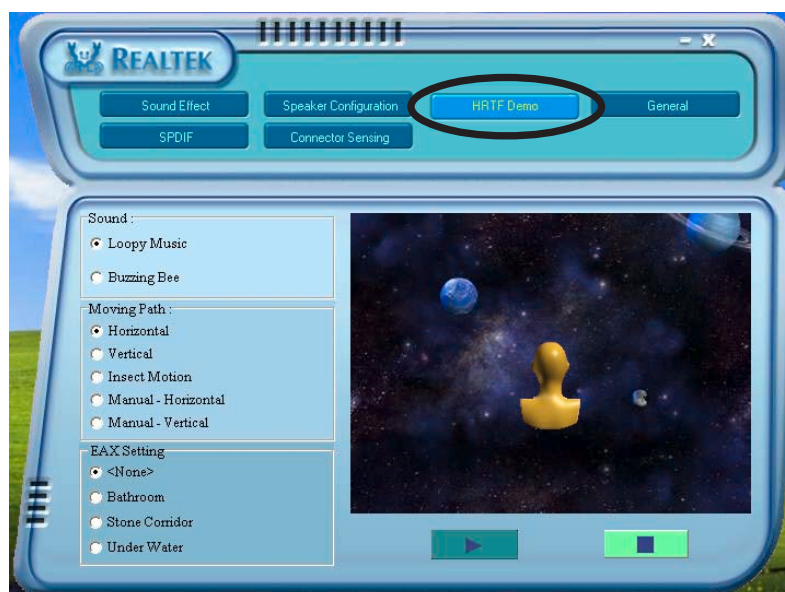 REALTEK
Sound Effect
Speaker Configuration
HRTF Demo
General
SPDIF
Connector Sensing
Sound :
Loopy Music
Buzzing Bee
Moving Path :
Horizontal
Vertical
Insect Motion
Manual - Horizontal
Manual - Vertical
EAX Setting
<None>
Bathroom
Stone Corridor
Under Water